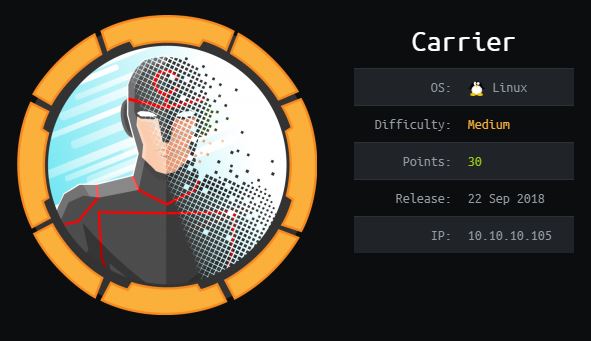 Carrier
OS: Linux
Difficulty: Medium
Points: 30
Release: 22 Sep 2018
IP: 10.10.10.105